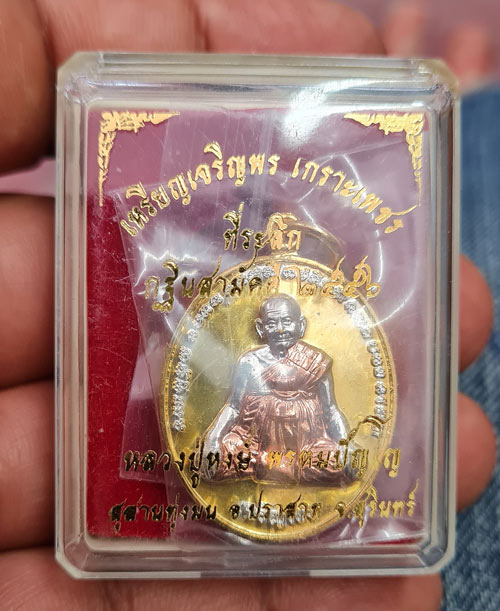 เหรียญเจริญพร เกราะเพชร
ที่ระลึก
กฐินสามัคคี ๒๕๕๖
หลวงปู่หงษ์ พรหมปัญโญ
สุสานทุ่งมน อ.ปราสาท จ.สุรินทร์